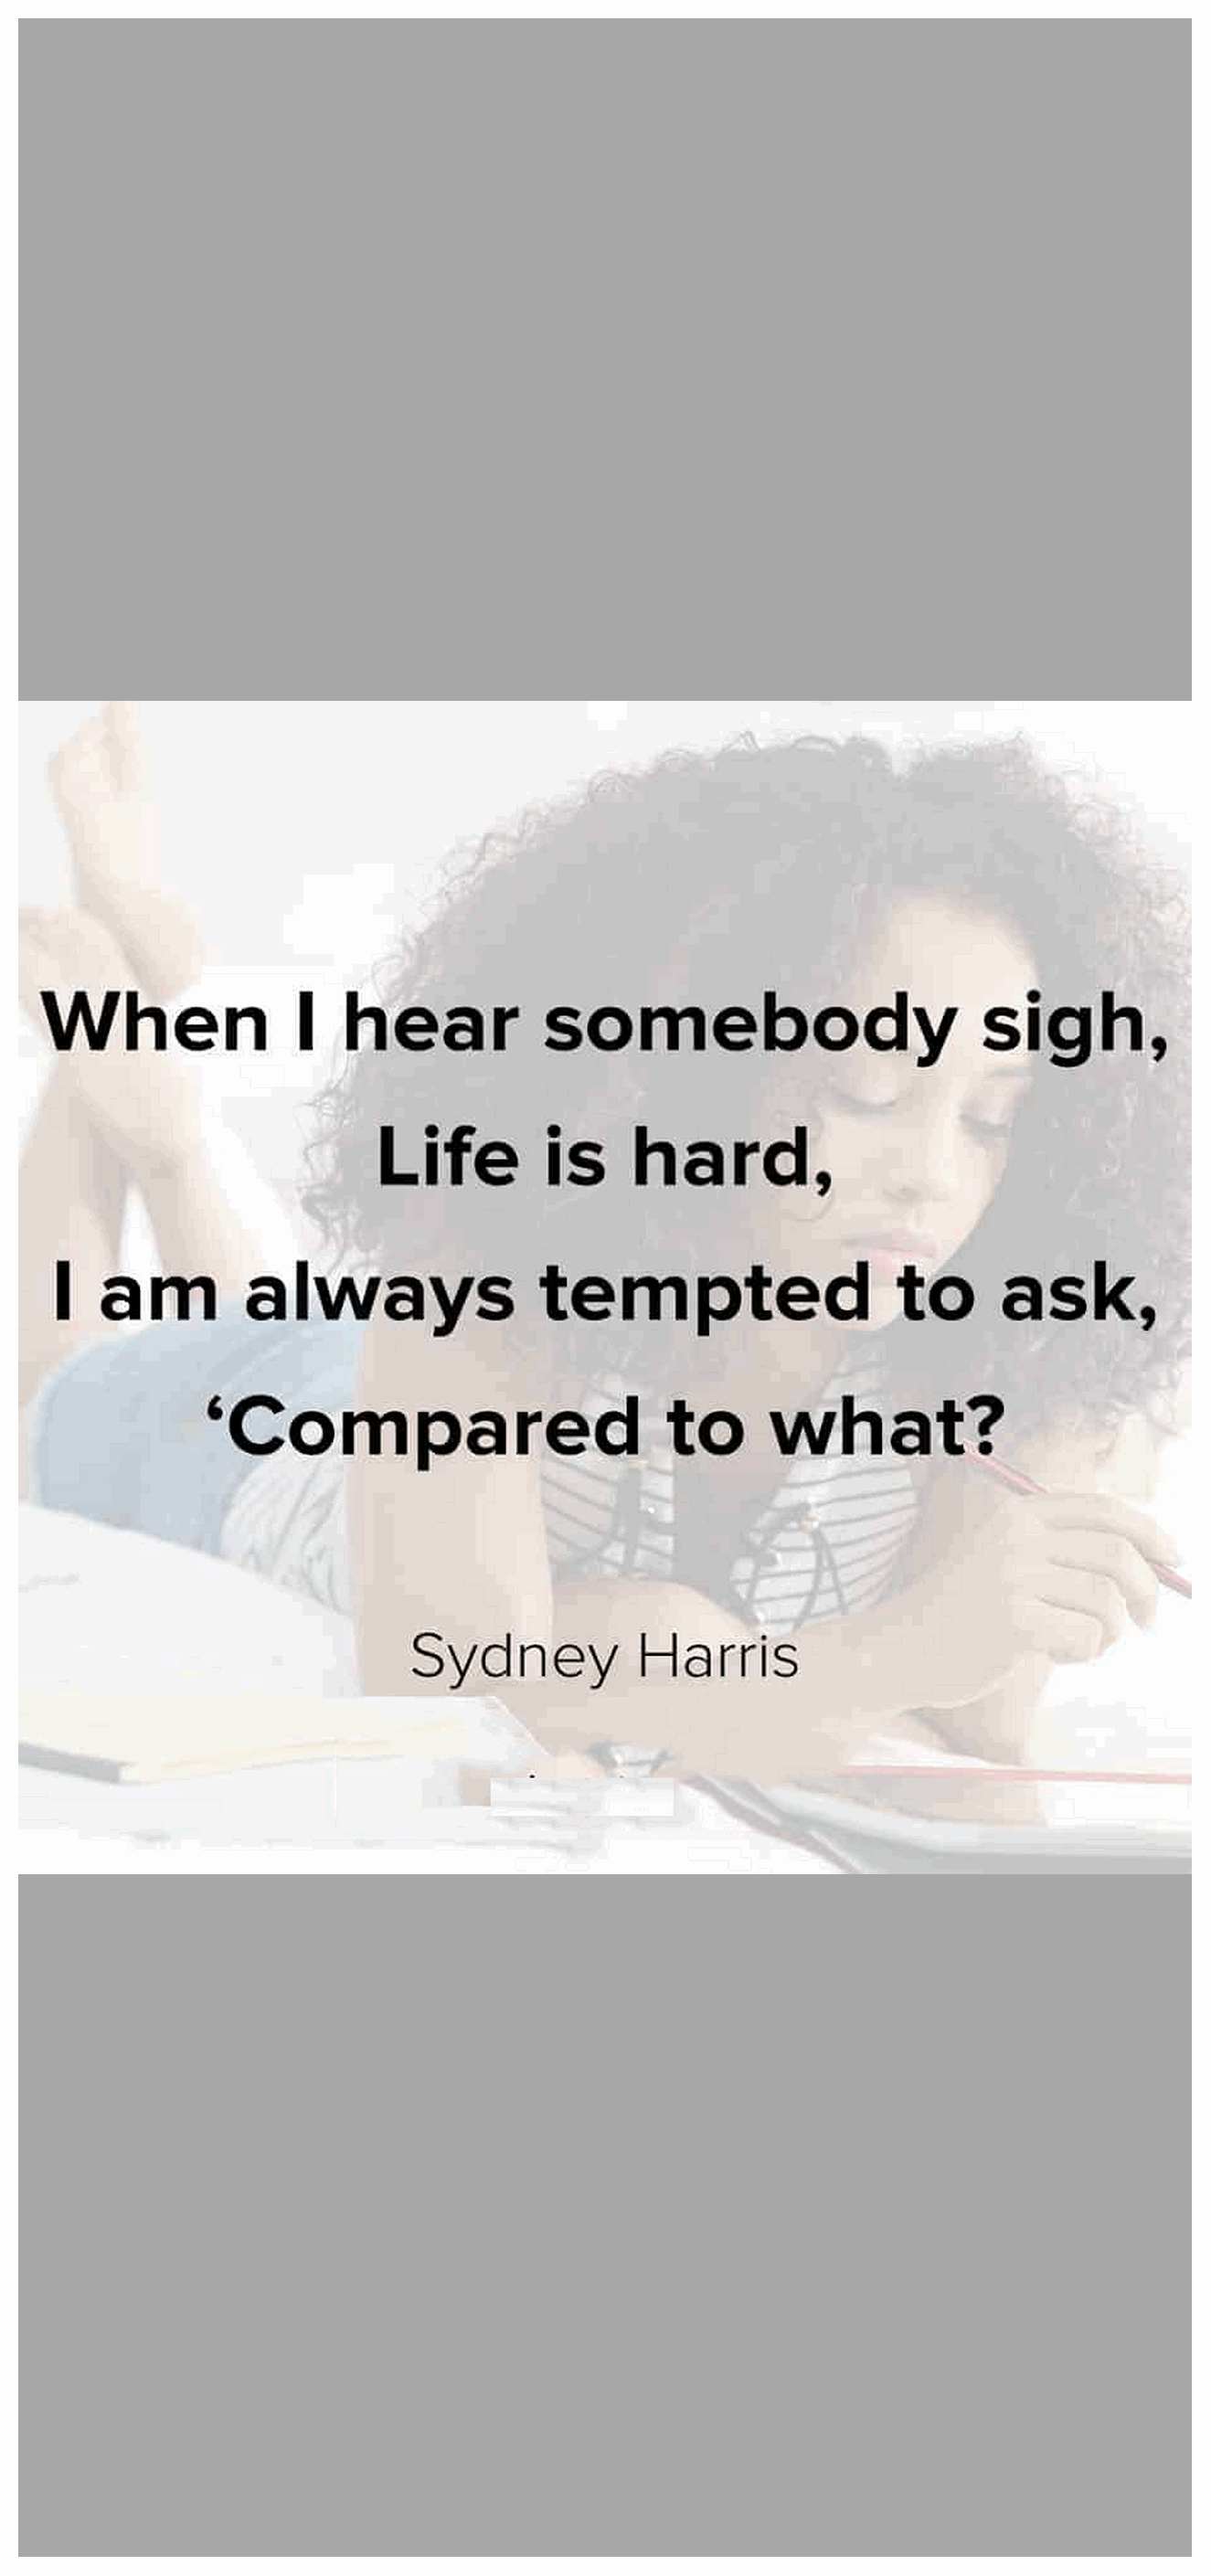 When I hear somebody sigh,
Life is hard,
I am always tempted to ask,
‘Compared to what?
Sydney Harris